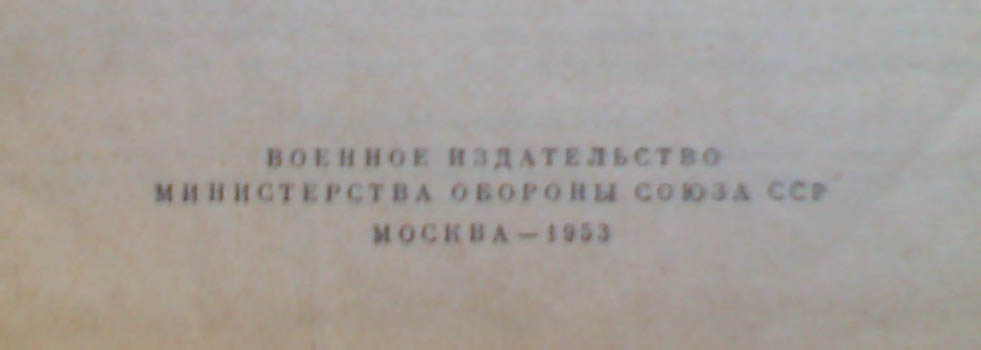 ВОЕННОЕ ИЗДАТЕЛЬСТВО
МИНИСТЕРСТВА ОБОРОНЫ СОЮЗА ССР
МОСКВА — 1953